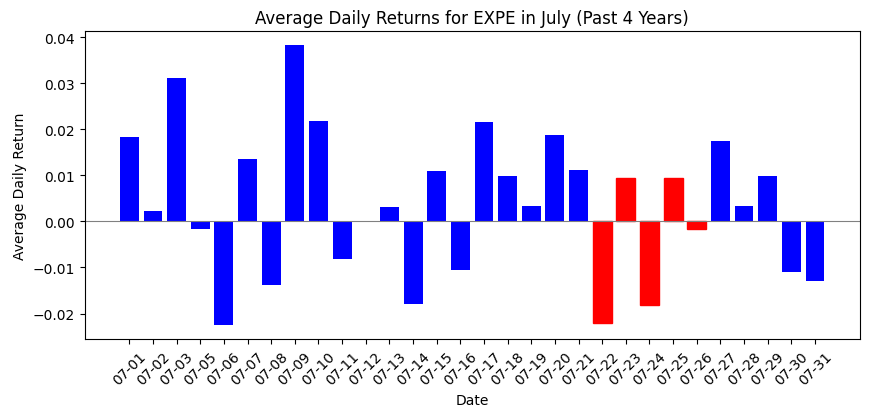 Average Daily Returns for EXPE in July (Past 4 Years)
Average Daily Return
0.04
0.03
0.02
0.01
0.00
−0.01
−0.02
07-01 07-02 07-03 07-05 07-06 07-07 07-08 07-09 07-10 07-11 07-12 07-13 07-14 07-15 07-16 07-17 07-18 07-19 07-20 07-21 07-22 07-23 07-24 07-25 07-26 07-27 07-28 07-29 07-30 07-31
Date